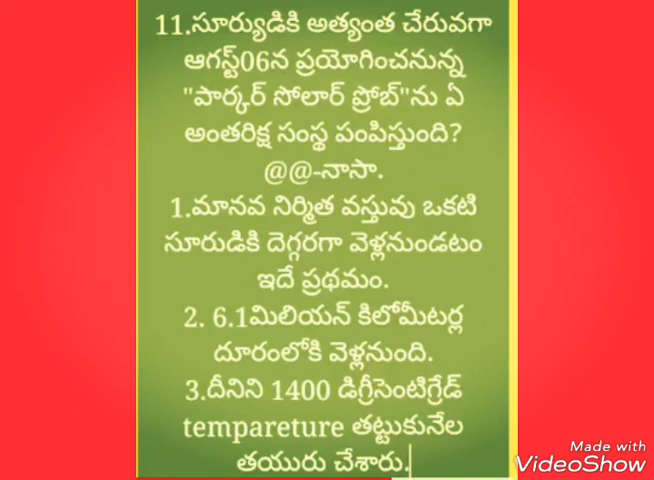 11.సూర్యుడికి అత్యంత చేరువగా
ఆగస్ట్06న ప్రయోగించనున్న
"పార్కర్ సోలార్ ప్రోబ్"ను ఏ
అంతరిక్ష సంస్థ పంపిస్తుంది?
@@-నాసా.
1.మానవ నిర్మిత వస్తువు ఒకటి
సూరుడికి దెగ్గరగా వెళ్లనుండటం
ఇదే ప్రథమం.
2. 6.1మిలియన్ కిలోమీటర్ల
దూరంలోకి వెళ్లనుంది.
3.దీనిని 1400 డిగ్రీసెంటిగ్రేడ్
tempareture తట్టుకునేల
తయురు చేశారు.
Made with
VideoShow